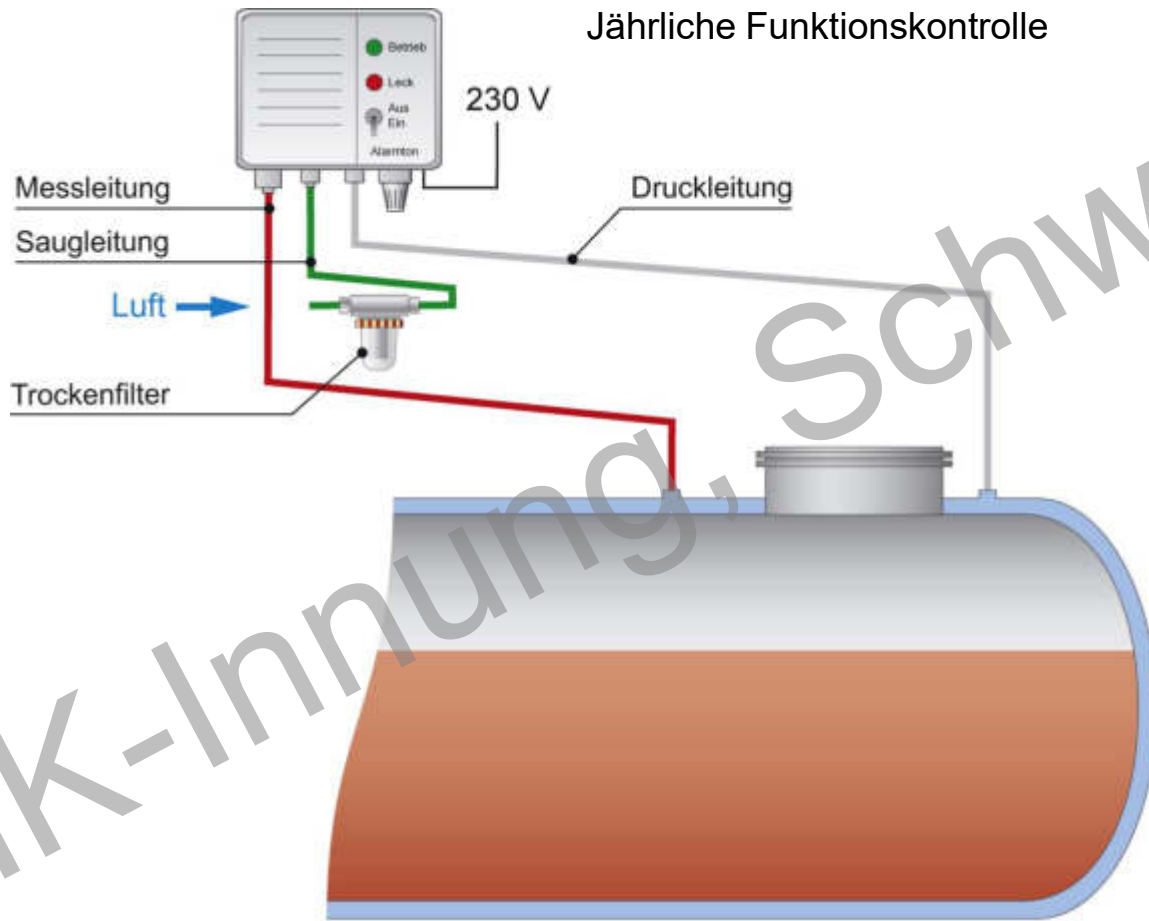 Jährliche Funktionskontrolle
Betrieb
Leck
Aus
Ein
Alarmton
230 V
Messleitung
Saugleitung
Luft
Trockenfilter
Druckleitung
k-Innung, Schw